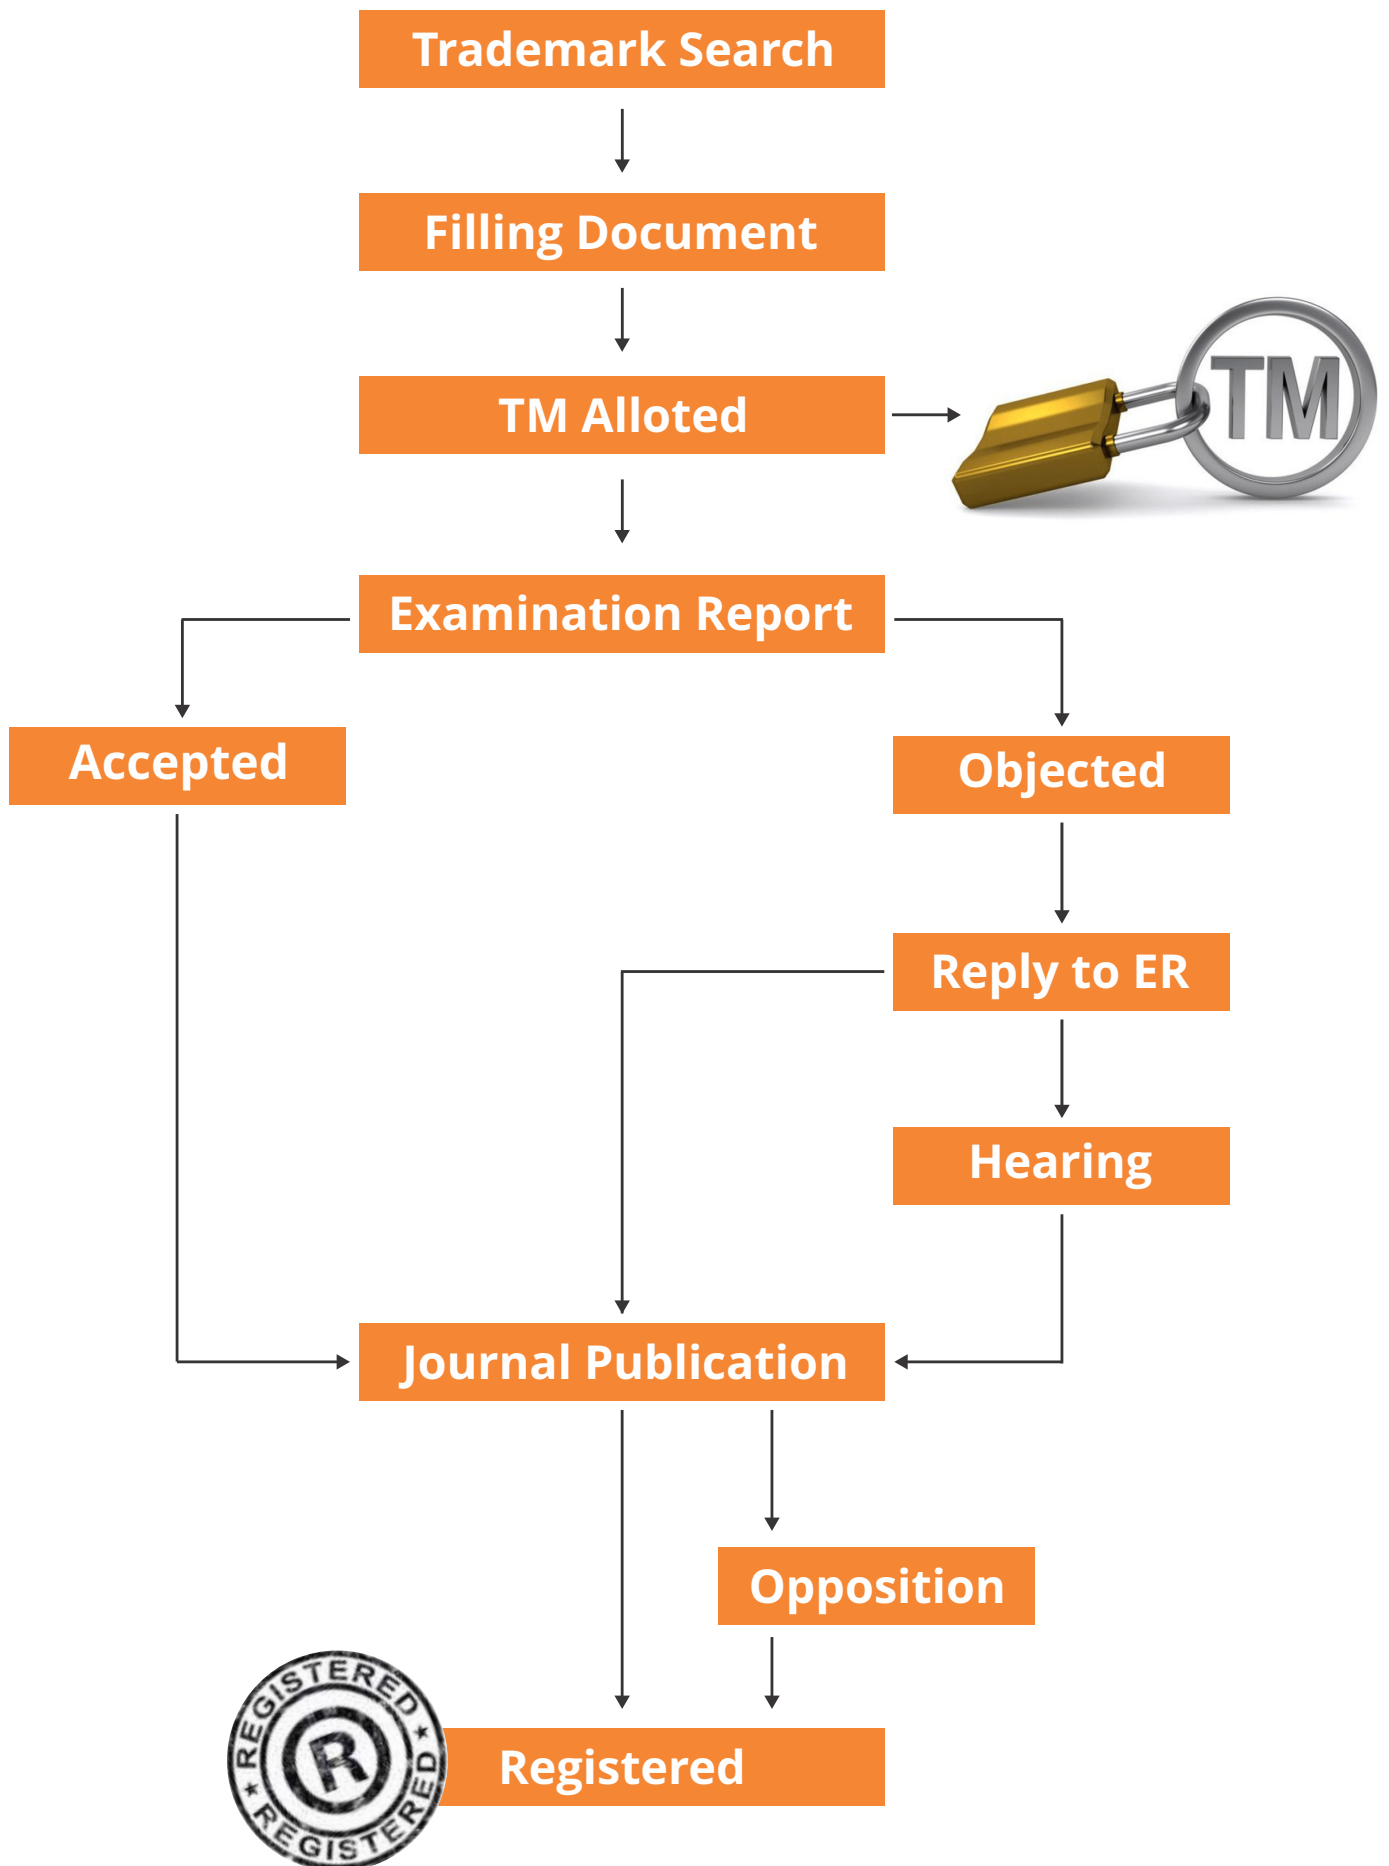 Trademark Search
Filling Document
TM Alloted
TM
Examination Report
Accepted
Objected
Reply to ER
Hearing
Journal Publication
Opposition
REGISTERED
R
REGISTERED
Registered